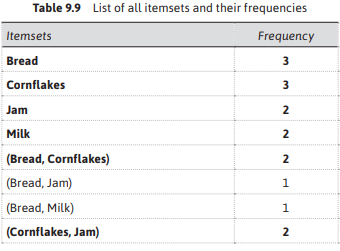 Table 9.9 List of all itemsets and their frequencies
Itemsets Frequency
Bread 3
Cornflakes 3
Jam 2
Milk 2
(Bread, Cornflakes) 2
(Bread, Jam) 1
(Bread, Milk) 1
(Cornflakes, Jam) 2